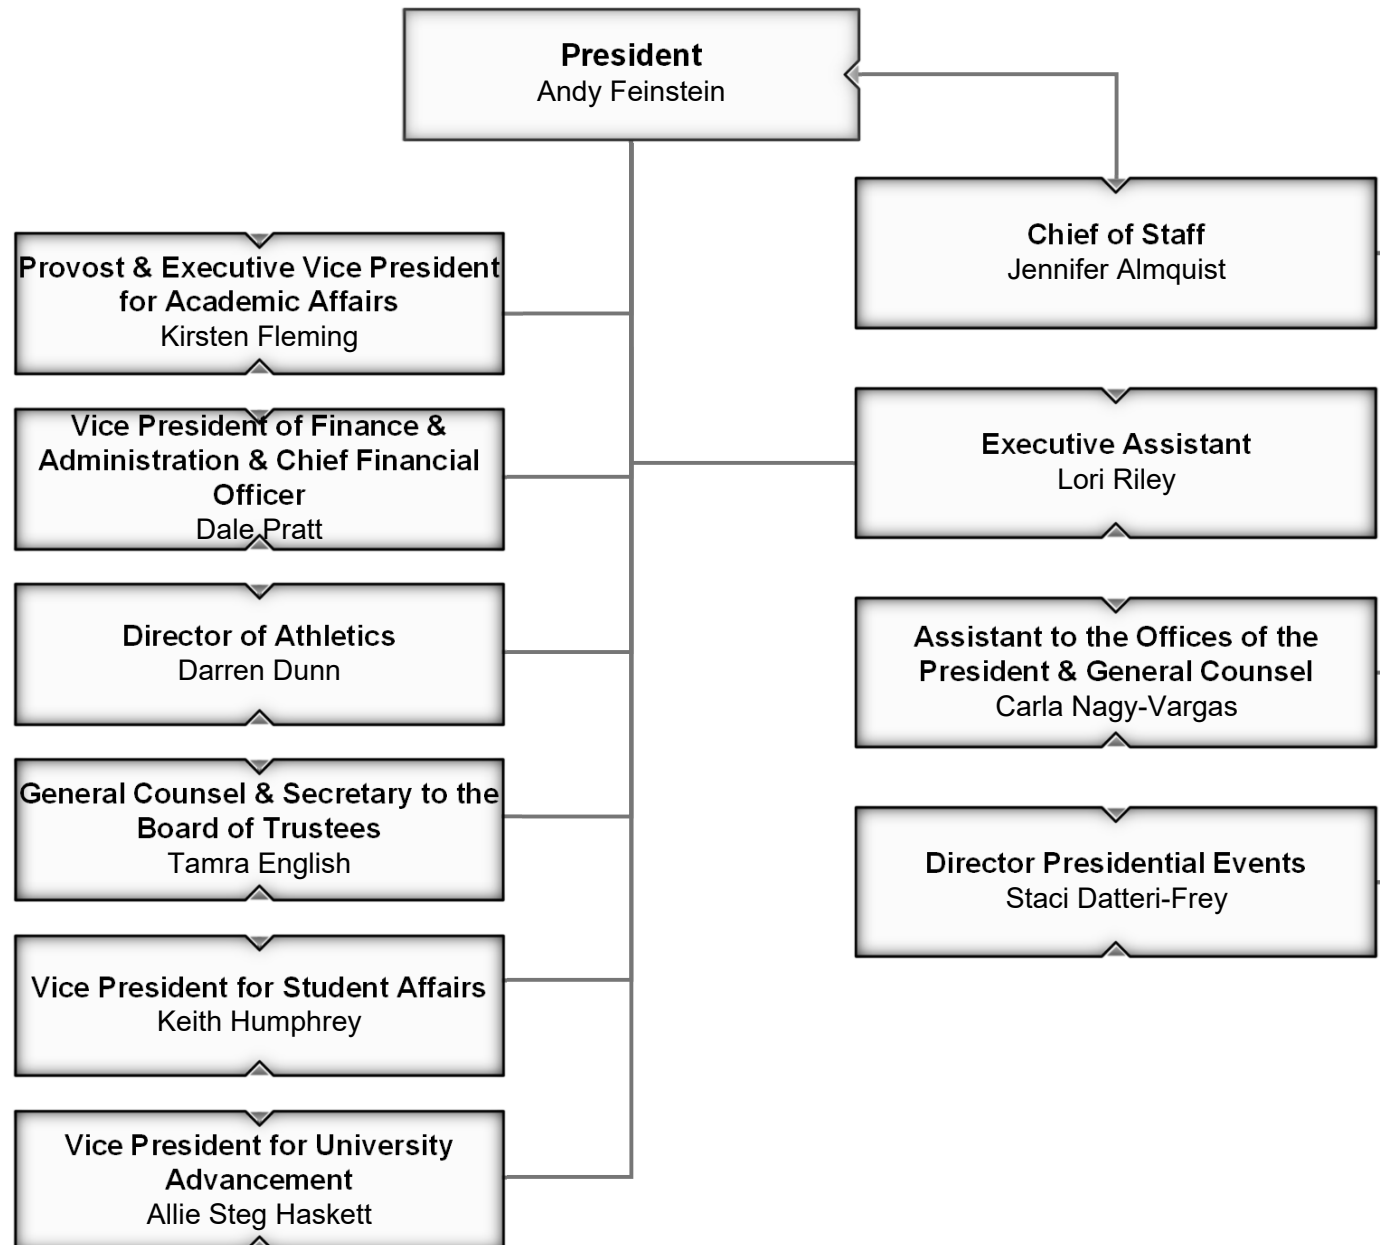 President
Andy Feinstein
Chief of Staff
Jennifer Almquist
Provost & Executive Vice President
for Academic Affairs
Kirsten Fleming
Vice President of Finance &
Administration & Chief Financial
Officer
Dale Pratt
Executive Assistant
Lori Riley
Director of Athletics
Darren Dunn
Assistant to the Offices of the
President & General Counsel
Carla Nagy-Vargas
General Counsel & Secretary to the
Board of Trustees
Tamra English
Director Presidential Events
Staci Datteri-Frey
Vice President for Student Affairs
Keith Humphrey
Vice President for University
Advancement
Allie Steg Haskett